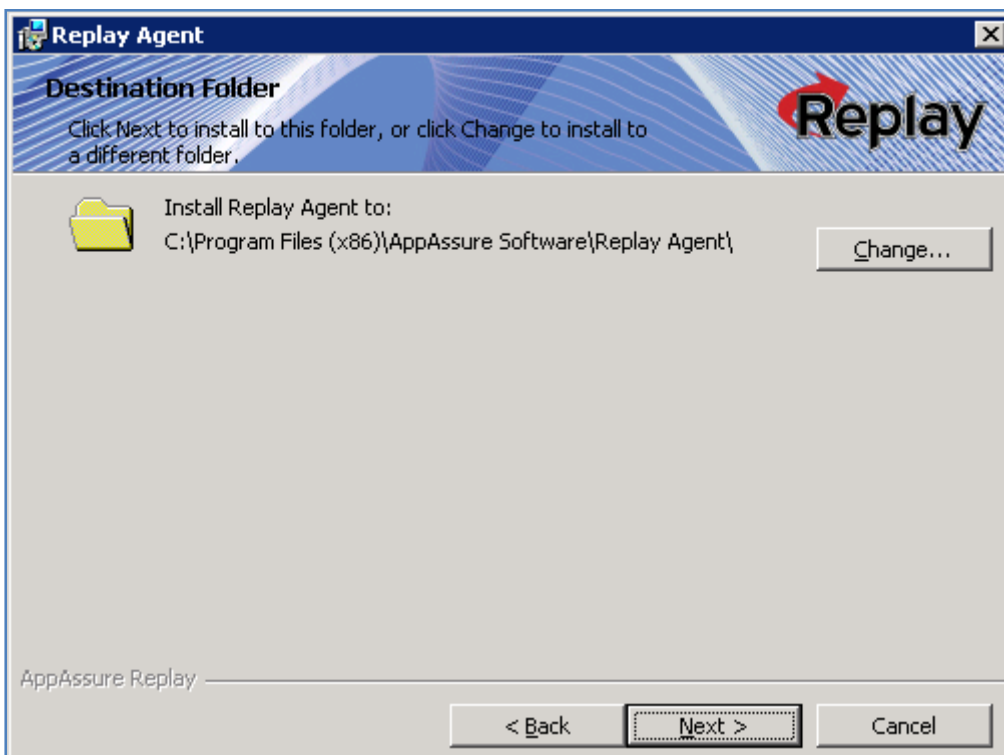 Replay Agent
Destination Folder
Click Next to install to this folder, or click Change to install to
a different folder.
Replay
Install Replay Agent to:
C:\Program Files (x86)\AppAssure Software\Replay Agent\
Change...
AppAssure Replay
< Back
Next >
Cancel